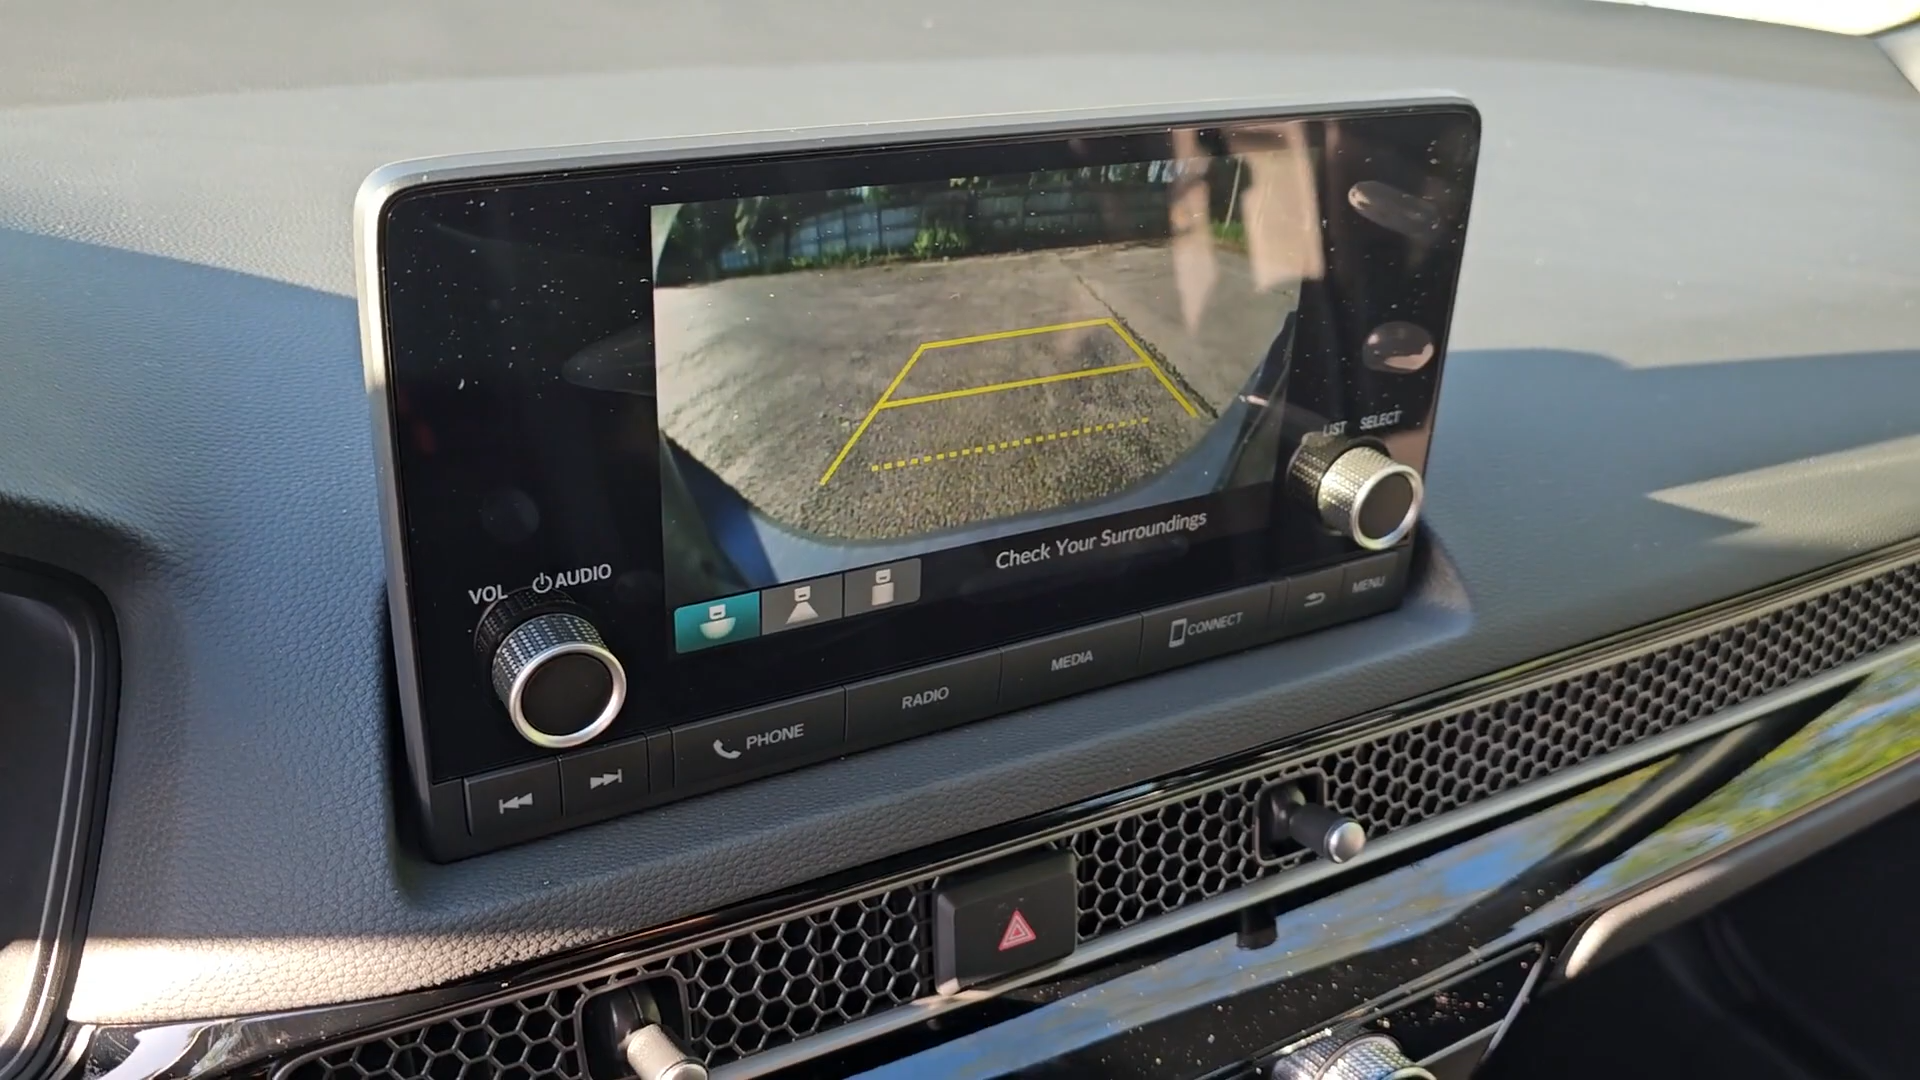 LIST SELECT
Check Your Surroundings
VOL AUDIO
PHONE
RADIO
MEDIA
CONNECT
MENU